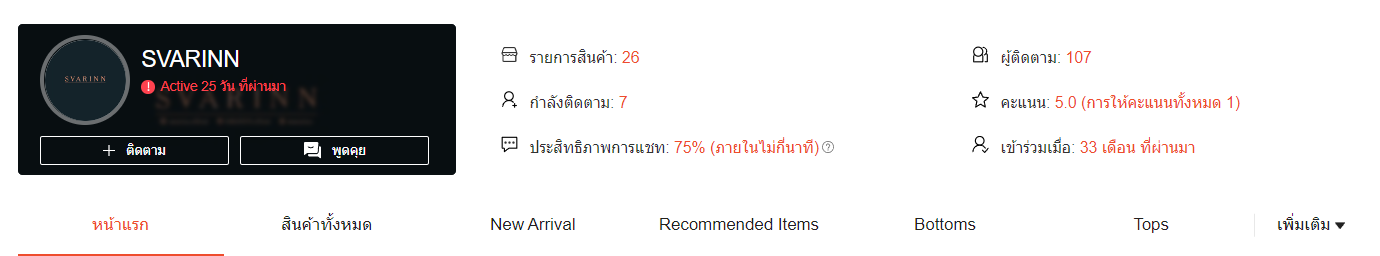 SVARINN
SVARINN
Active 25 วัน ที่ผ่านมา
SVARINN
ติดตาม
พูดคุย
รายการสินค้า: 26
กำลังติดตาม: 7
ประสิทธิภาพการแชท: 75% (ภายในไม่กี่นาที)
ผู้ติดตาม: 107
คะแนน: 5.0 (การให้คะแนนทั้งหมด 1)
เข้าร่วมเมื่อ: 33 เดือน ที่ผ่านมา
หน้าแรก
สินค้าทั้งหมด
New Arrival
Recommended Items
Bottoms
Tops
เพิ่มเติม